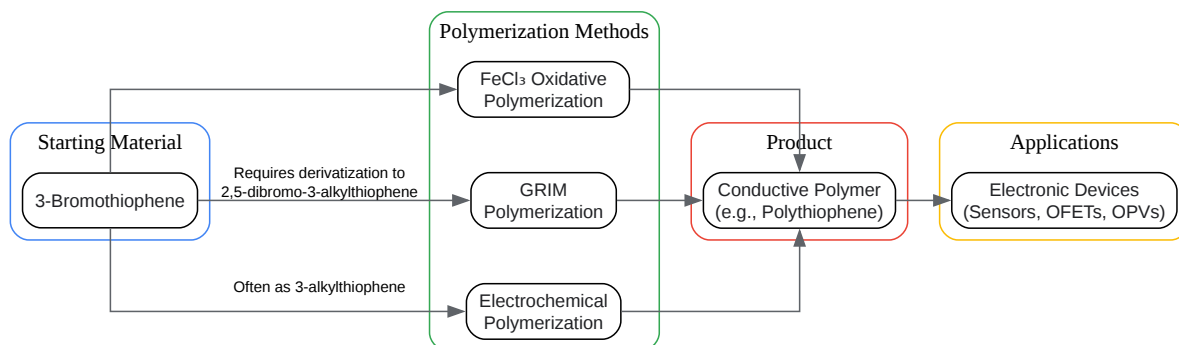 Polymerization Methods
FeCl₃ Oxidative
Polymerization
Starting Material
3-Bromothiophene
Requires derivatization to
2,5-dibromo-3-alkylthiophene
GRIM
Polymerization
Often as 3-alkylthiophene
Electrochemical
Polymerization
Product
Conductive Polymer
(e.g., Polythiophene)
Applications
Electronic Devices
(Sensors, OFETs, OPVs)